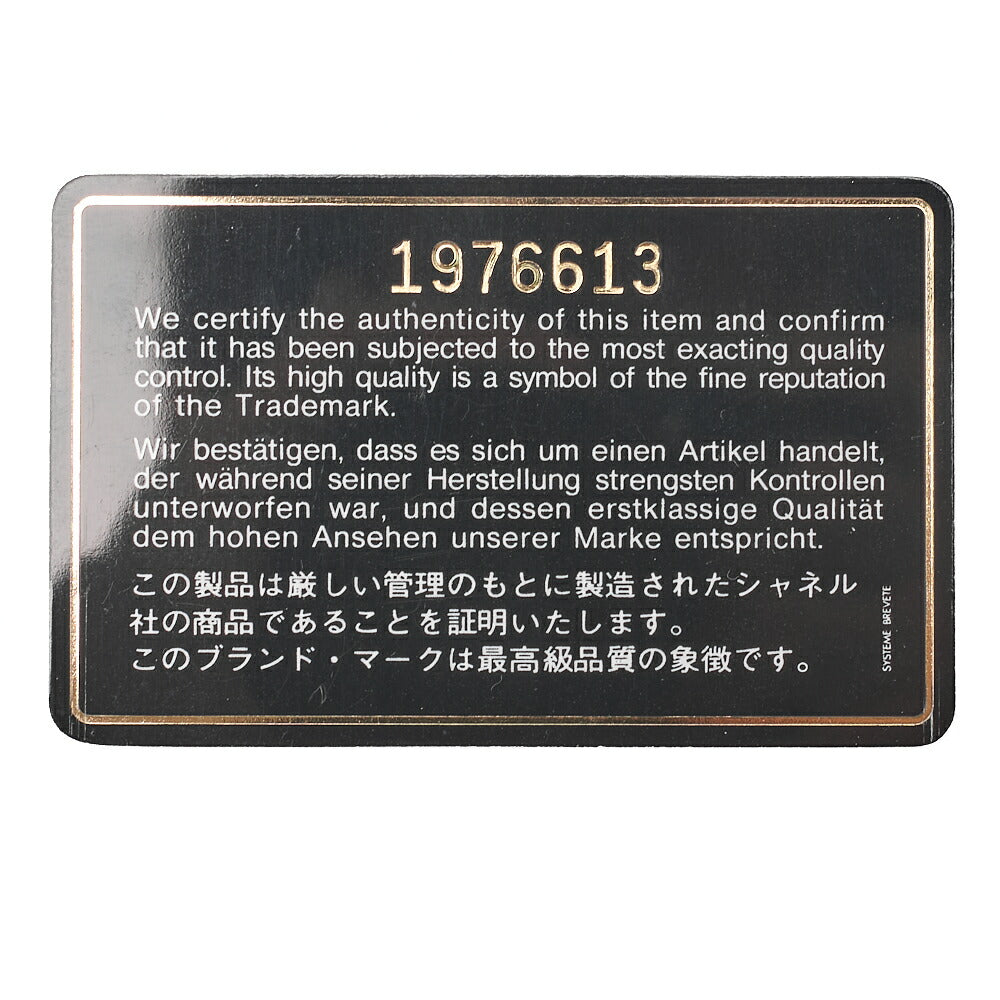 1976613
We certify the authenticity of this item and confirm
that it has been subjected to the most exacting quality
control. Its high quality is a symbol of the fine reputation
of the Trademark.
Wir bestätigen, dass es sich um einen Artikel handelt,
der während seiner Herstellung strengsten Kontrollen
unterworfen war, und dessen erstklassige Qualität
dem hohen Ansehen unserer Marke entspricht.
この製品は厳しい管理のもとに製造されたシャネル
社の商品であることを証明いたします。
このブランド・マークは最高級品質の象徴です。
SYSTEME BREVETE